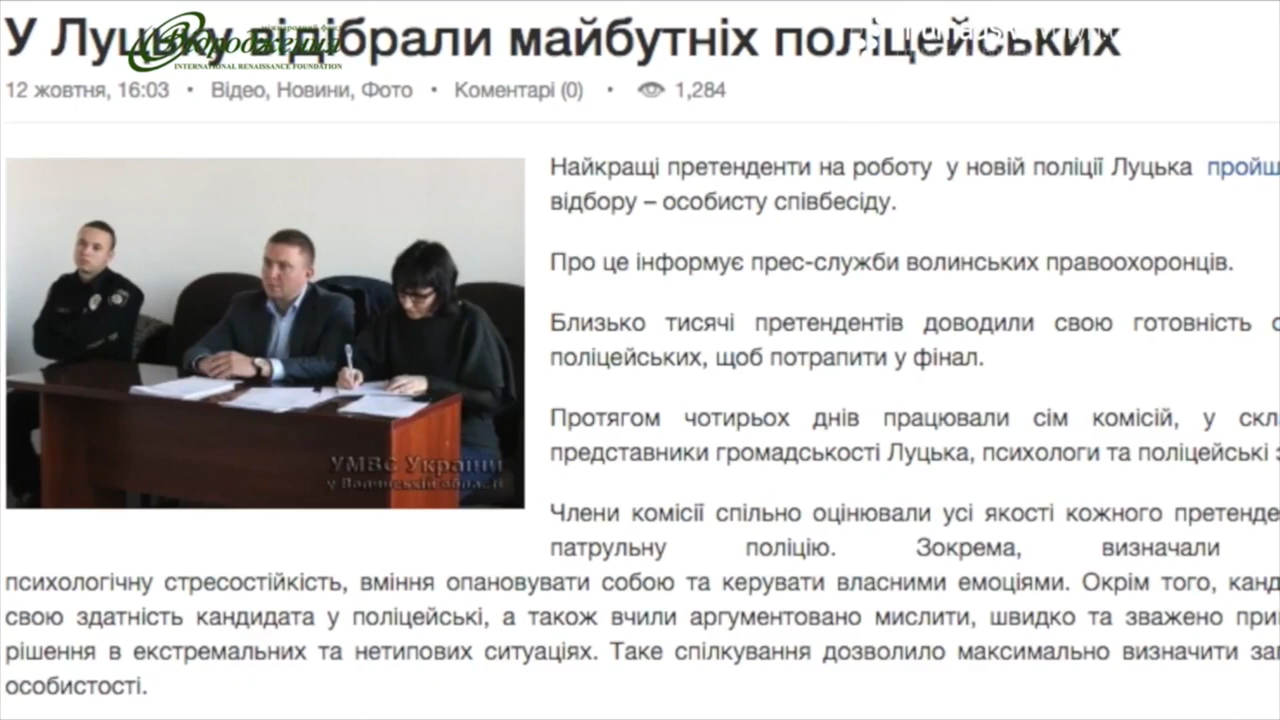 У Луцьку відібрали майбутніх поліцейських
INTERNATIONAL RENAISSANCE FOUNDATION
12 жовтня, 16:03 • Відео, Новини, Фото • Коментарі (0) • 1,284
Найкращі претенденти на роботу у новій поліції Луцька
відбору – особисту співбесіду.
Про це інформує прес-служби волинських правоохоронців.
Близько тисячі претендентів доводили свою готовність
поліцейських, щоб потрапити у фінал.
Протягом чотирьох днів працювали сім комісій, у
представники громадськості Луцька, психологи та поліцейські
УМВС України
у Волинській області
Члени комісії спільно оцінювали усі якості кожного
патрульну поліцію. Зокрема, визначали
психологічну стресостійкість, вміння опановувати собою та керувати власними емоціями. Окрім того,
свою здатність кандидата у поліцейські, а також вчили аргументовано мислити, швидко та зважено
рішення в екстремальних та нетипових ситуаціях. Таке спілкування дозволило максимально визначити
особистості.